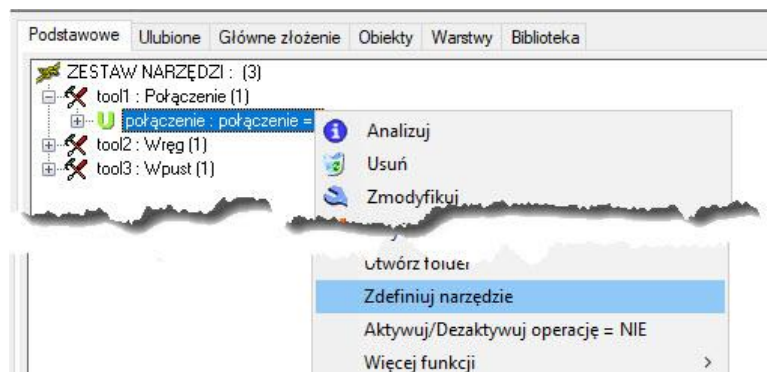 Podstawowe Ulubione Główne złożenie Obiekty Warstwy Biblioteka
ZESTAW NARZĘDZI : (3)
tool1 : Połączenie (1)
połączenie : połączenie =
tool2 : Wręg (1)
tool3 : Wpust (1)
Analizuj
Usuń
Zmodyfikuj
Utwórz folder
Zdefiniuj narzędzie
Aktywuj/Dezaktywuj operację = NIE
Więcej funkcji >